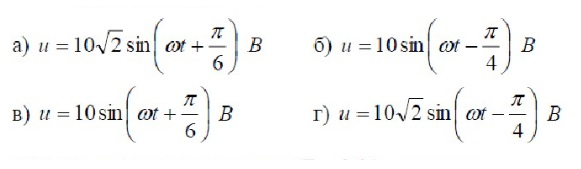 а) u = 10√2 sin(ωt + π/6) В б) u = 10 sin(ωt − π/4) В
в) u = 10 sin(ωt + π/6) В г) u = 10√2 sin(ωt − π/4) В